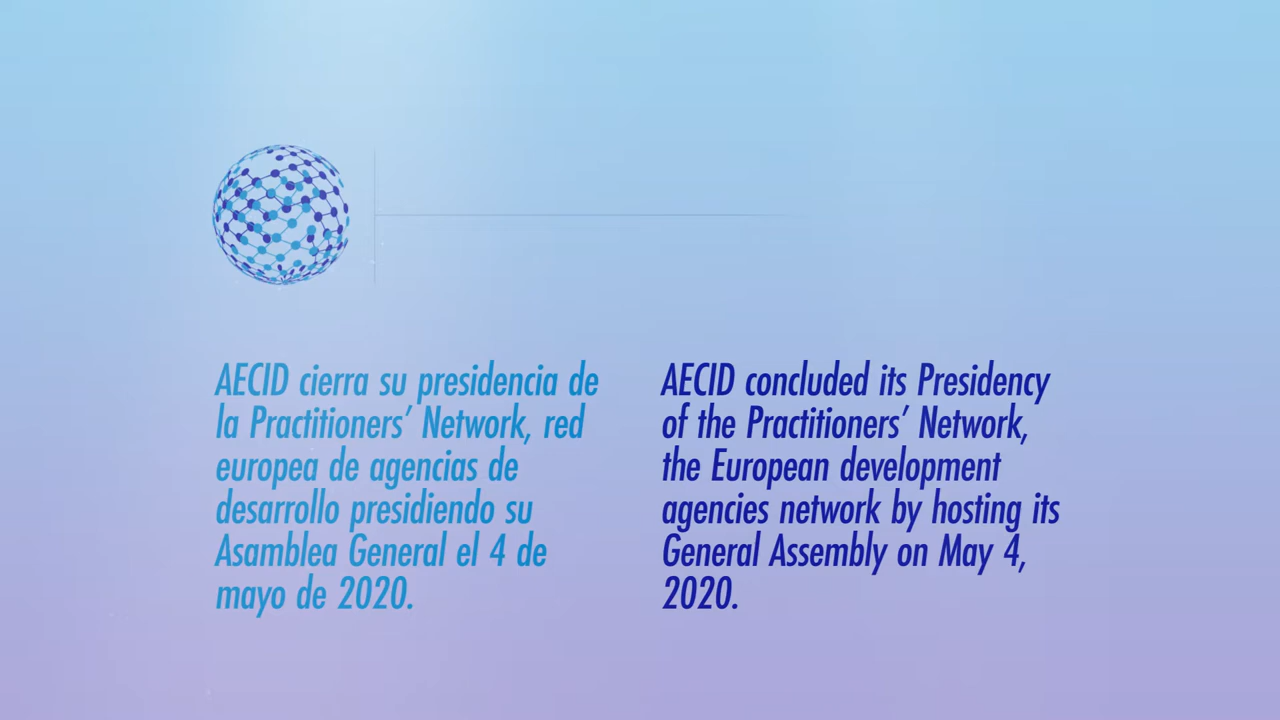 AECID cierra su presidencia de
la Practitioners’ Network, red
europea de agencias de
desarrollo presidiendo su
Asamblea General el 4 de
mayo de 2020.
AECID concluded its Presidency
of the Practitioners’ Network,
the European development
agencies network by hosting its
General Assembly on May 4,
2020.